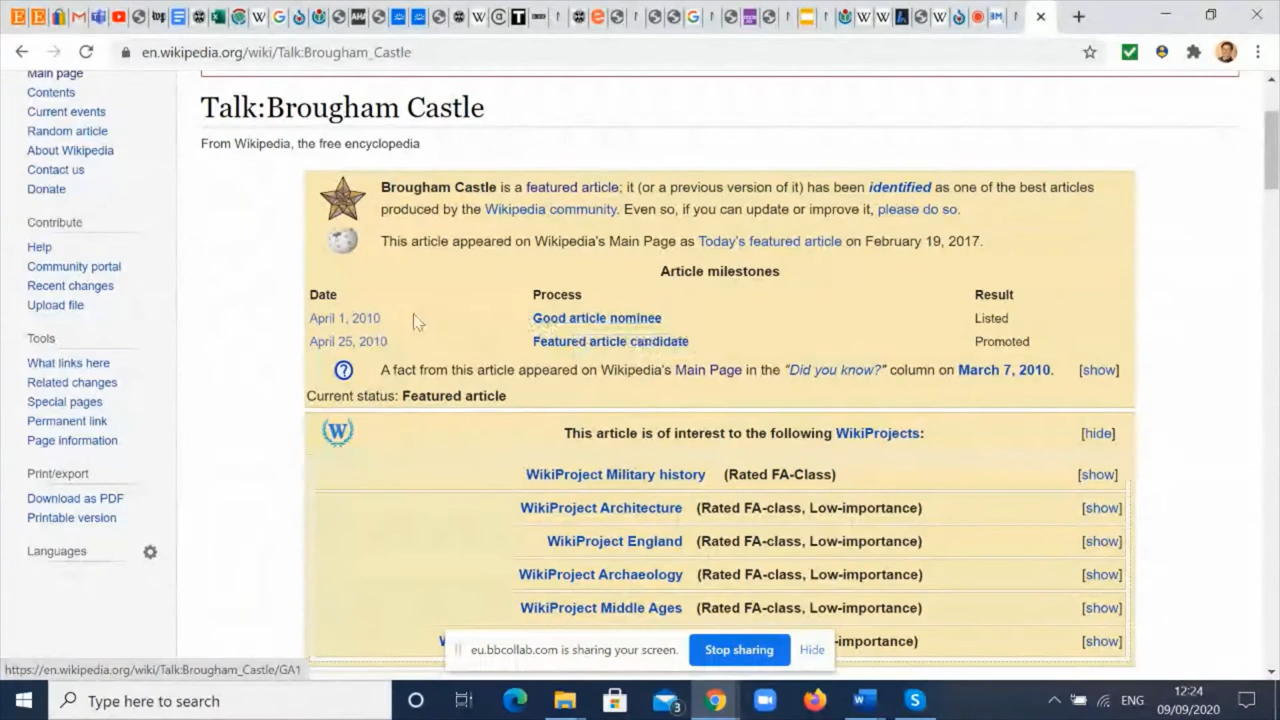 en.wikipedia.org/wiki/Talk:Brougham_Castle
Main page
Contents
Current events
Random article
About Wikipedia
Contact us
Donate
Contribute
Help
Community portal
Recent changes
Upload file
Tools
What links here
Related changes
Special pages
Permanent link
Page information
Print/export
Download as PDF
Printable version
Languages
Talk:Brougham Castle
From Wikipedia, the free encyclopedia
Brougham Castle is a featured article; it (or a previous version of it) has been identified as one of the best articles
produced by the Wikipedia community. Even so, if you can update or improve it, please do so.
This article appeared on Wikipedia's Main Page as Today's featured article on February 19, 2017.
Article milestones
Date Process Result
April 1, 2010 Good article nominee Listed
April 25, 2010 Featured article candidate Promoted
A fact from this article appeared on Wikipedia's Main Page in the "Did you know?" column on March 7, 2010. [show]
Current status: Featured article
This article is of interest to the following WikiProjects: [hide]
WikiProject Military history (Rated FA-Class) [show]
WikiProject Architecture (Rated FA-class, Low-importance) [show]
WikiProject England (Rated FA-class, Low-importance) [show]
WikiProject Archaeology (Rated FA-class, Low-importance) [show]
WikiProject Middle Ages (Rated FA-class, Low-importance) [show]
-importance) [show]
eu.bbcollab.com is sharing your screen. Stop sharing Hide
https://en.wikipedia.org/wiki/Talk:Brougham_Castle/GA1
Type here to search
3
ENG
12:24
09/09/2020